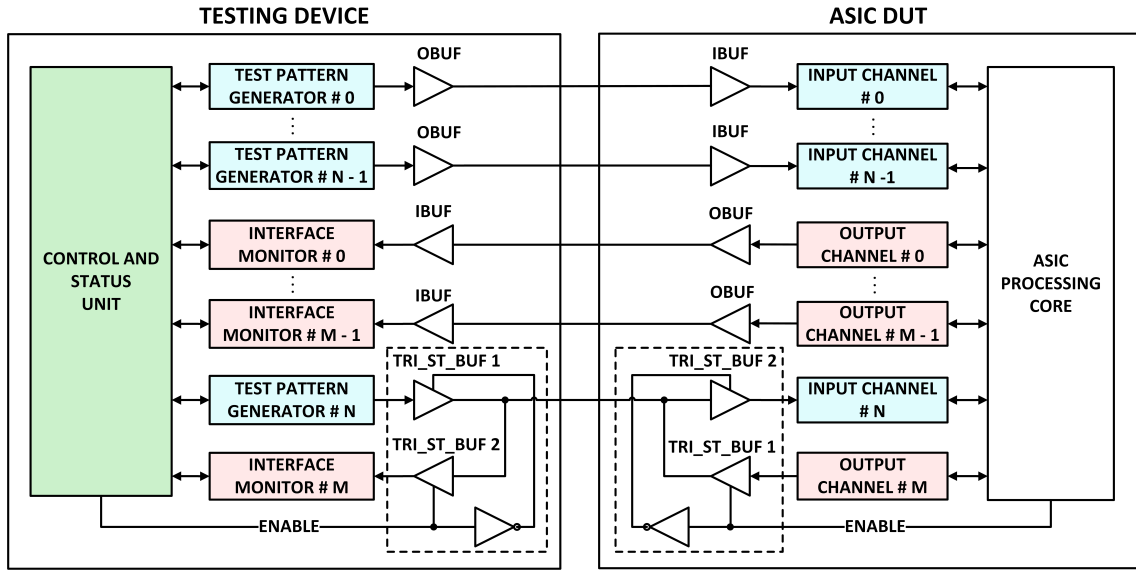 TESTING DEVICE
ASIC DUT
OBUF
IBUF
TEST PATTERN
GENERATOR # 0
INPUT CHANNEL
# 0
OBUF
IBUF
TEST PATTERN
GENERATOR # N - 1
INPUT CHANNEL
# N -1
IBUF
OBUF
INTERFACE
MONITOR # 0
OUTPUT
CHANNEL # 0
CONTROL AND
STATUS
UNIT
ASIC
PROCESSING
CORE
IBUF
OBUF
INTERFACE
MONITOR # M - 1
OUTPUT
CHANNEL # M - 1
TRI_ST_BUF 1
TRI_ST_BUF 2
TEST PATTERN
GENERATOR # N
INPUT CHANNEL
# N
TRI_ST_BUF 2
TRI_ST_BUF 1
INTERFACE
MONITOR # M
OUTPUT
CHANNEL # M
ENABLE
ENABLE